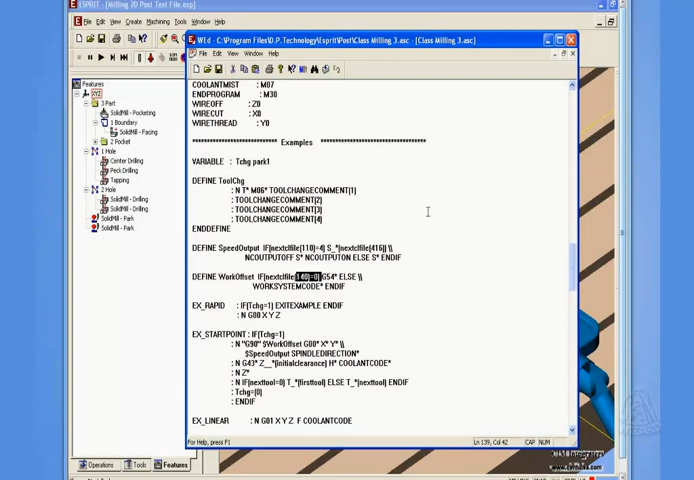 ESPRIT - [Milling 2D Post Test File.esp]
File Edit View Create Machining Tools
WEd - C:\Program Files\D.P.Technology\Esprit\Post\Class Milling 3.asc - [Class Milling 3.asc]
File Edit View Window Help
Features
XYZ
3 Part
SolidMill - Pocketing
1 Boundary
SolidMill - Facing
2 Pocket
1 Hole
Center Drilling
Peck Drilling
Tapping
2 Hole
SolidMill - Drilling
SolidMill - Drilling
SolidMill - Park
SolidMill - Park
COOLANTMIST : M07
ENDPROGRAM : M30
WIREOFF : Z0
WIRECUT : X0
WIRETHREAD : Y0
*************************** Examples *********************************
VARIABLE : Tchg park1
DEFINE ToolChg
: N T* M06* TOOLCHANGECOMMENT[1]
: TOOLCHANGECOMMENT[2]
: TOOLCHANGECOMMENT[3]
: TOOLCHANGECOMMENT[4]
ENDDEFINE
DEFINE SpeedOutput IF(nextclfile[110]=4) S_*(nextclfile[416]) \\
NCOUTPUTOFF S* NCOUTPUTON ELSE S* ENDIF
DEFINE WorkOffset IF(nextclfile[140]=0) G54* ELSE \\
WORKSYSTEMCODE* ENDIF
EX_RAPID : IF(Tchg=1) EXITEXAMPLE ENDIF
: N G00 X Y Z
EX_STARTPOINT : IF(Tchg=1)
: N "G90" $WorkOffset G00* X* Y* \\
$SpeedOutput SPINDLEDIRECTION*
: N G43* Z__*(initialclearance) H* COOLANTCODE*
: N Z*
: N IF(nexttool=0) T_*(firsttool) ELSE T_*(nexttool) ENDIF
: Tchg=(0)
: ENDIF
EX_LINEAR : N G01 X Y Z F COOLANTCODE
For Help, press F1
Ln 139, Col 42
CAP NUM
Operations Tools Features